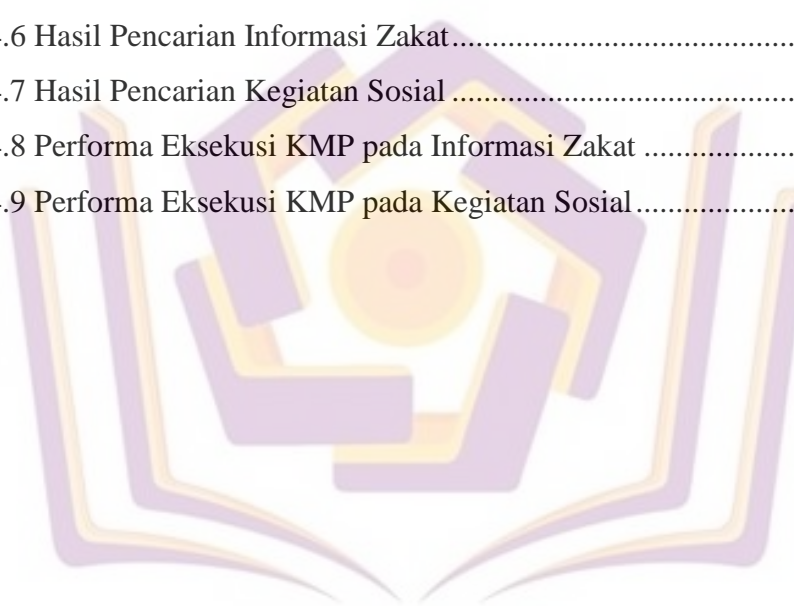 .6 Hasil Pencarian Informasi Zakat........................................
.7 Hasil Pencarian Kegiatan Sosial ........................................
.8 Performa Eksekusi KMP pada Informasi Zakat ...................
.9 Performa Eksekusi KMP pada Kegiatan Sosial....................